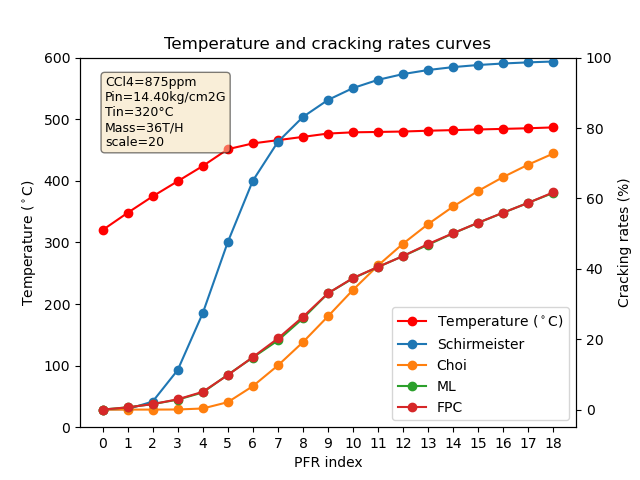 Temperature and cracking rates curves
CCl4=875ppm
Pin=14.40kg/cm2G
Tin=320°C
Mass=36T/H
scale=20
Temperature (°C)
600
500
400
300
200
100
0
Cracking rates (%)
100
80
60
40
20
0
Temperature (°C)
Schirmeister
Choi
ML
FPC
0 1 2 3 4 5 6 7 8 9 10 11 12 13 14 15 16 17 18
PFR index